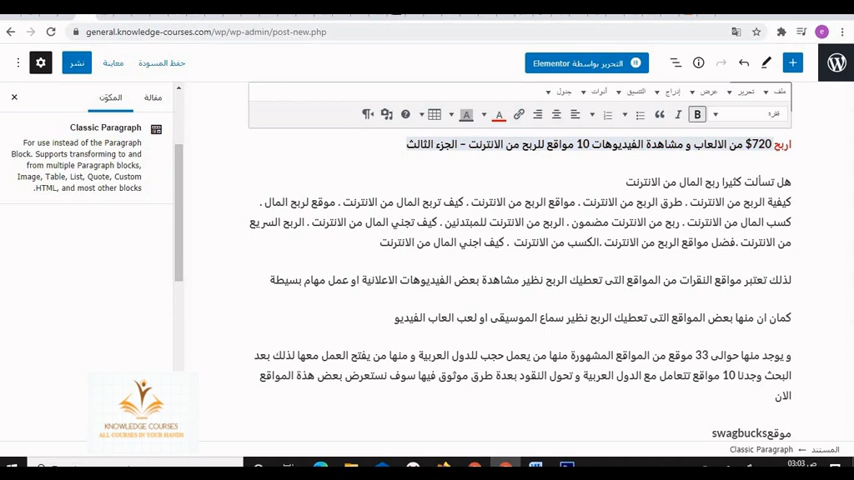 general.knowledge-courses.com/wp/wp-admin/post-new.php
نشر
معاينة
حفظ المسودة
التحرير بواسطة Elementor
مقالة
المكوّن
Classic Paragraph
For use instead of the Paragraph
Block. Supports transforming to and
from multiple Paragraph blocks,
Image, Table, List, Quote, Custom
HTML, and most other blocks.
ملف
تحرير
عرض
إدراج
التنسيق
أدوات
جدول
فقرة
اربح 720$ من الالعاب و مشاهدة الفيديوهات 10 مواقع للربح من الانترنت – الجزء الثالث
هل تسألت كثيرا ربح المال من الانترنت
كيفية الربح من الانترنت . طرق الربح من الانترنت . مواقع الربح من الانترنت . كيف تربح المال من الانترنت . موقع لربح المال .
كسب المال من الانترنت . ربح من الانترنت مضمون . الربح من الانترنت للمبتدئين . كيف تجني المال من الانترنت . الربح السريع
من الانترنت .فضل مواقع الربح من الانترنت .الكسب من الانترنت . كيف اجني المال من الانترنت
لذلك تعتبر مواقع النقرات من المواقع التى تعطيك الربح نظير مشاهدة بعض الفيديوهات الاعلانية او عمل مهام بسيطة
كمان ان منها بعض المواقع التى تعطيك الربح نظير سماع الموسيقى او لعب العاب الفيديو
و يوجد منها حوالى 33 موقع من المواقع المشهورة منها من يعمل حجب للدول العربية و منها من يفتح العمل معها لذلك بعد
البحث وجدنا 10 مواقع تتعامل مع الدول العربية و تحول النقود بعدة طرق موثوق فيها سوف نستعرض بعض هذة المواقع
الان
موقعswagbucks
KNOWLEDGE COURSES
ALL COURSES IN YOUR HANDS
المستند ← Classic Paragraph
03:03 ص